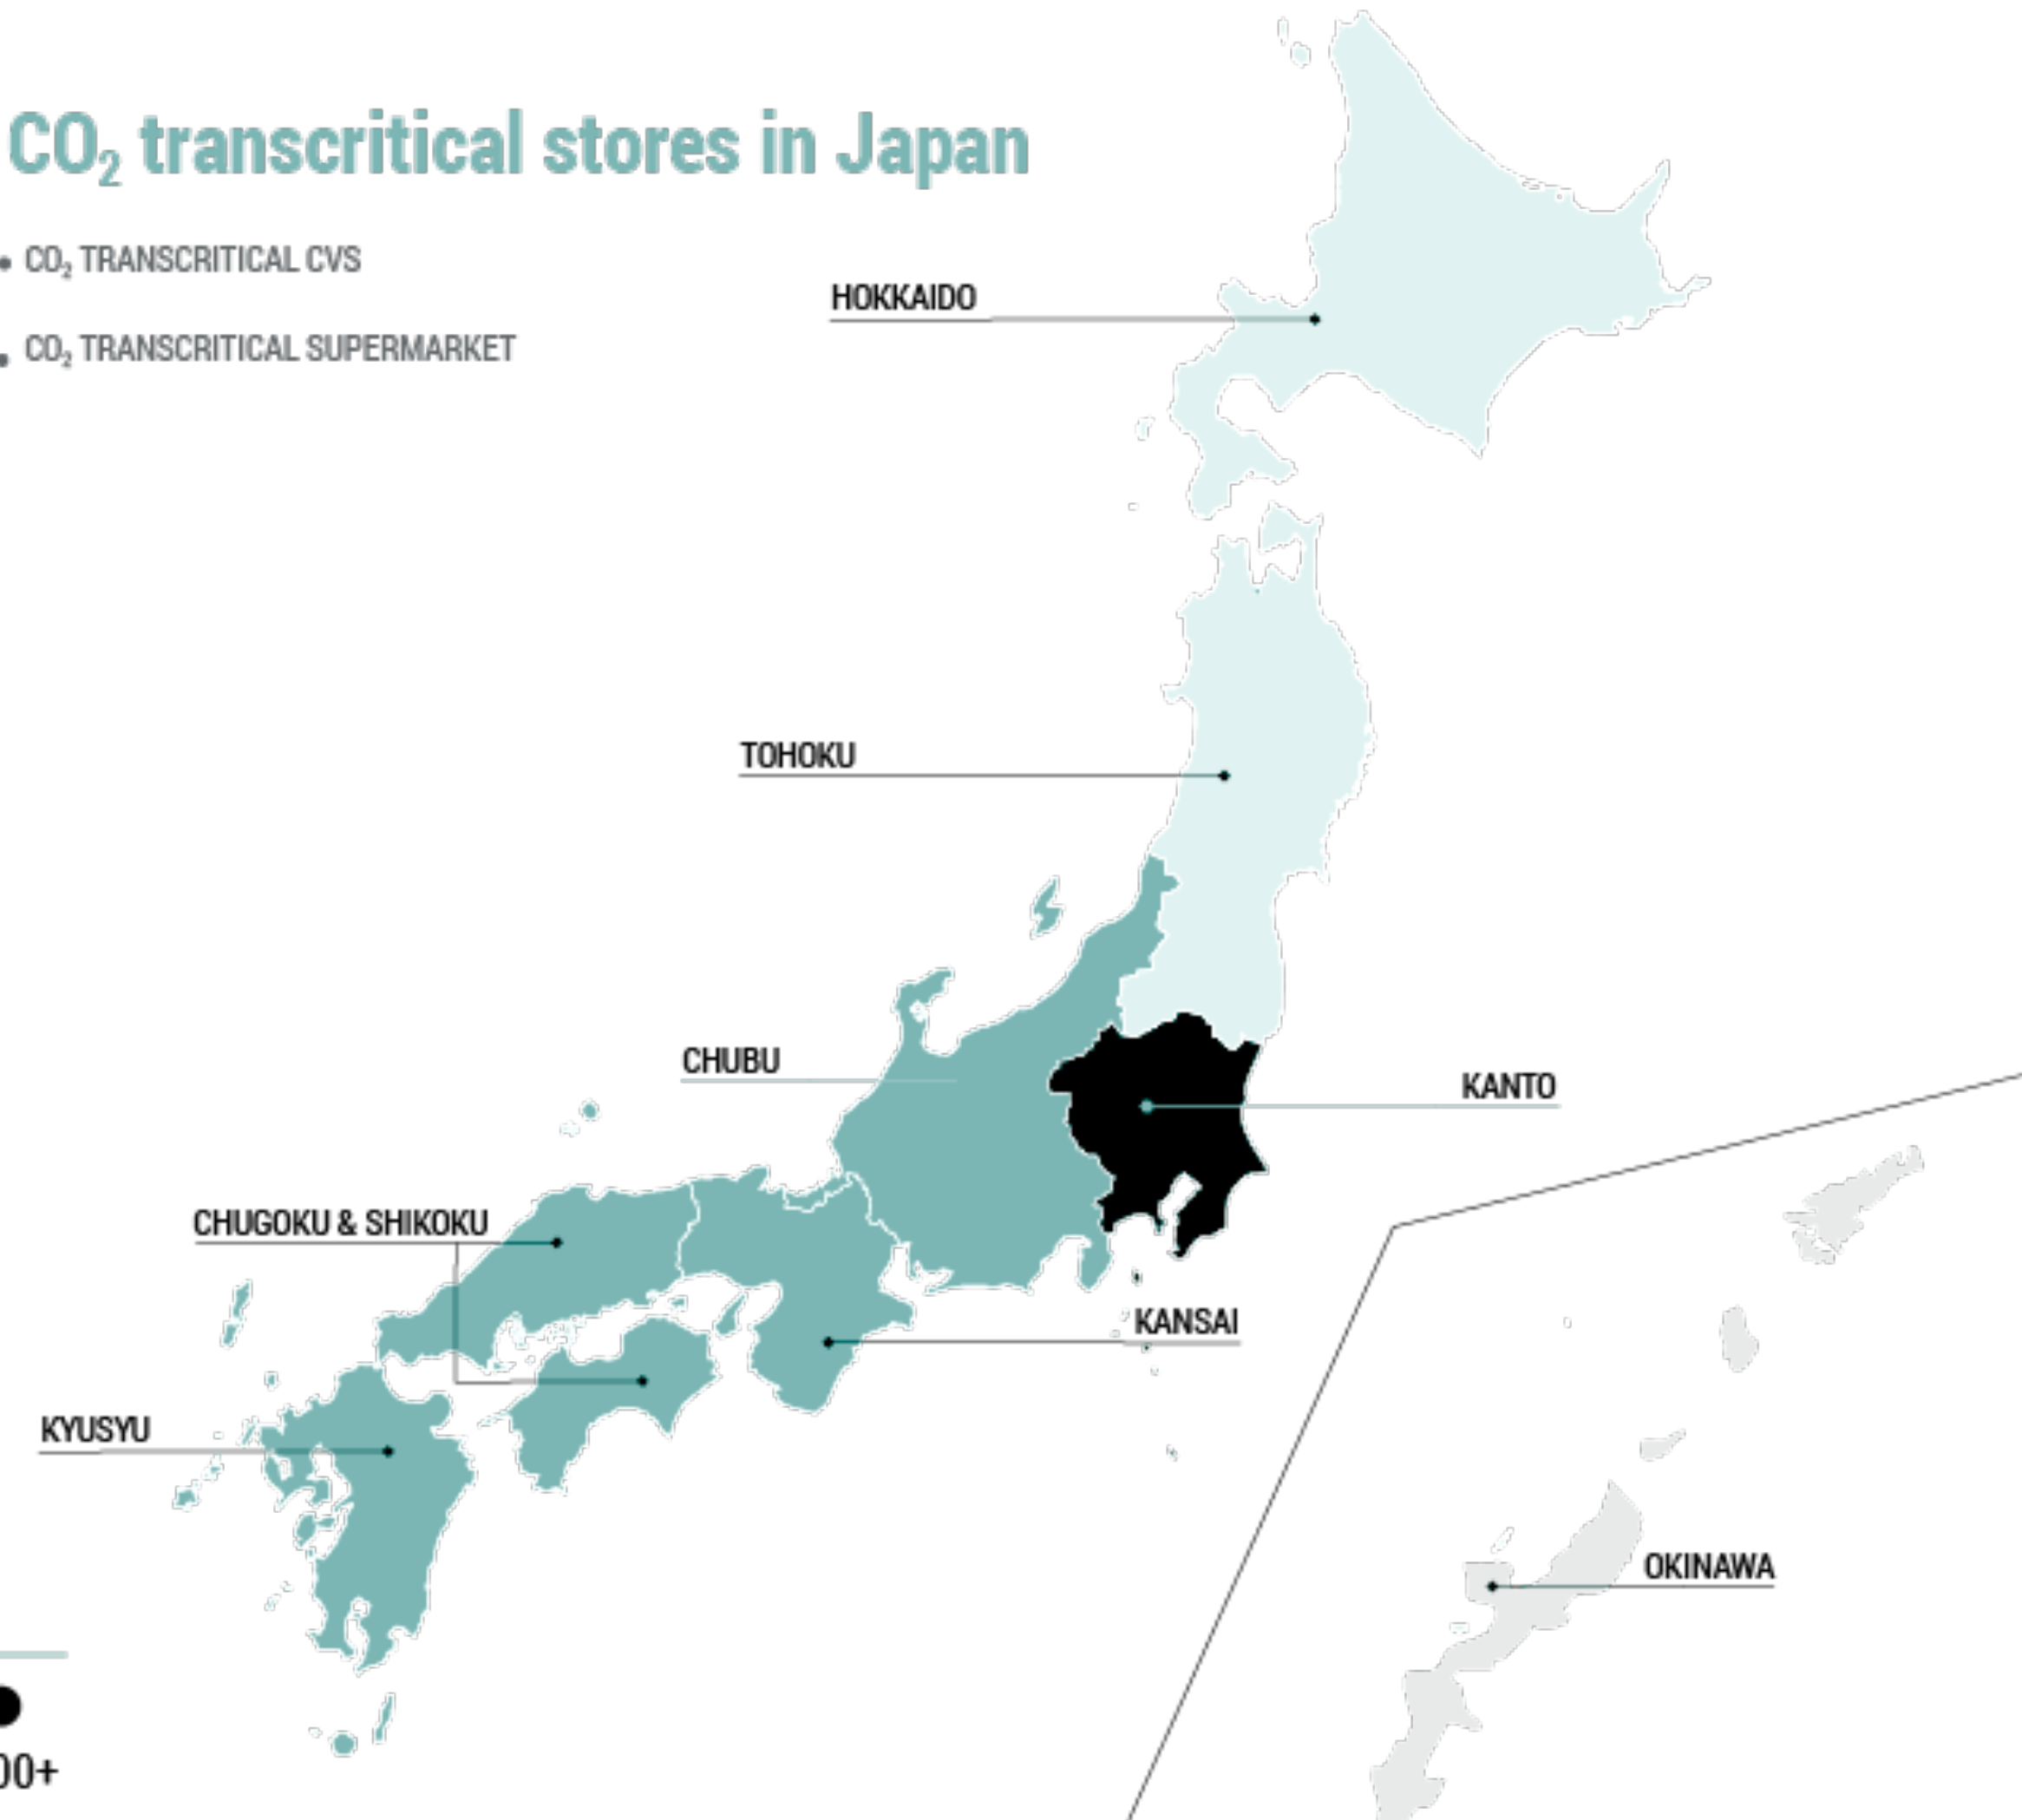 CO₂ transcritical stores in Japan
• CO₂ TRANSCRITICAL CVS
• CO₂ TRANSCRITICAL SUPERMARKET
HOKKAIDO
TOHOKU
CHUBU
KANTO
CHUGOKU & SHIKOKU
KANSAI
KYUSYU
OKINAWA
00+